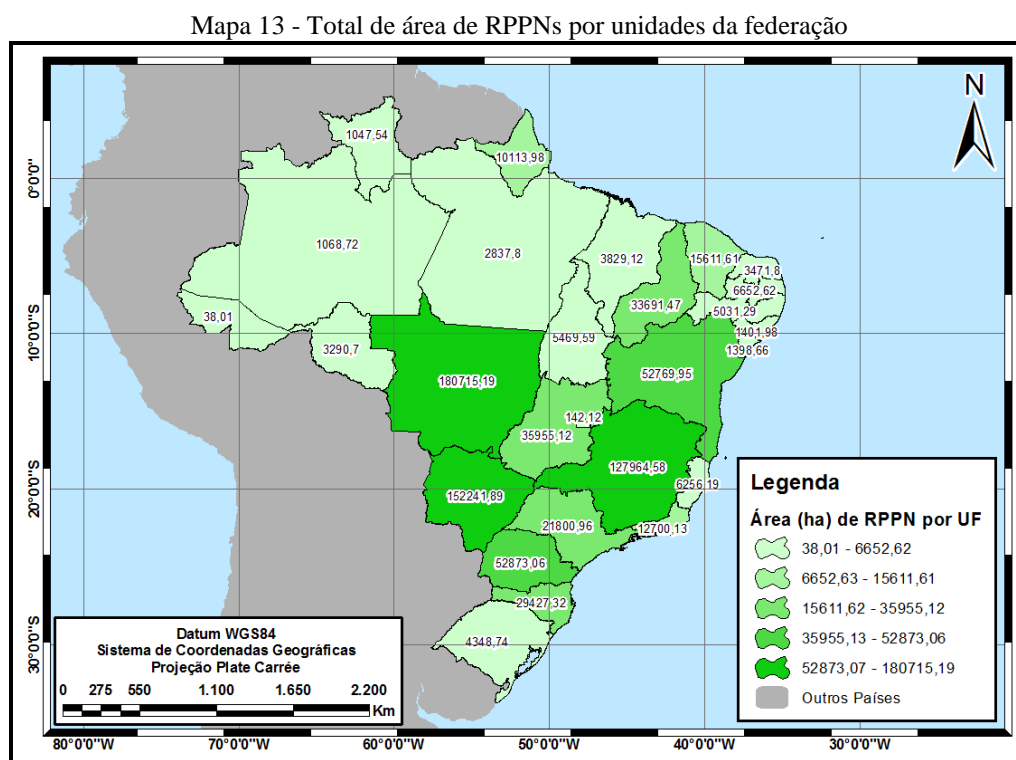 Mapa 13 - Total de área de RPPNs por unidades da federação
N
1047,54
10113,98
0°0'0"
1068,72
2837,8
3829,12
15611,61
3471,8
6652,62
33691,47
5031,29
38,01
10°0'0"S
1401,98
3290,7
5469,59
1398,66
52769,95
180715,19
142,12
35955,12
127964,58
6256,19
20°0'0"S
152241,89
21800,96
12700,13
52873,06
29427,32
4348,74
30°0'0"S
Legenda
Área (ha) de RPPN por UF
38,01 - 6652,62
6652,63 - 15611,61
15611,62 - 35955,12
35955,13 - 52873,06
52873,07 - 180715,19
Outros Países
Datum WGS84
Sistema de Coordenadas Geográficas
Projeção Plate Carrée
0 275 550 1.100 1.650 2.200
Km
80°0'0"W 70°0'0"W 60°0'0"W 50°0'0"W 40°0'0"W 30°0'0"W